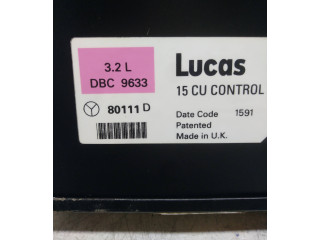 3.2 L
DBC 9633
80111 D
Lucas
15 CU CONTROL
Date Code 1591
Patented
Made in U.K.